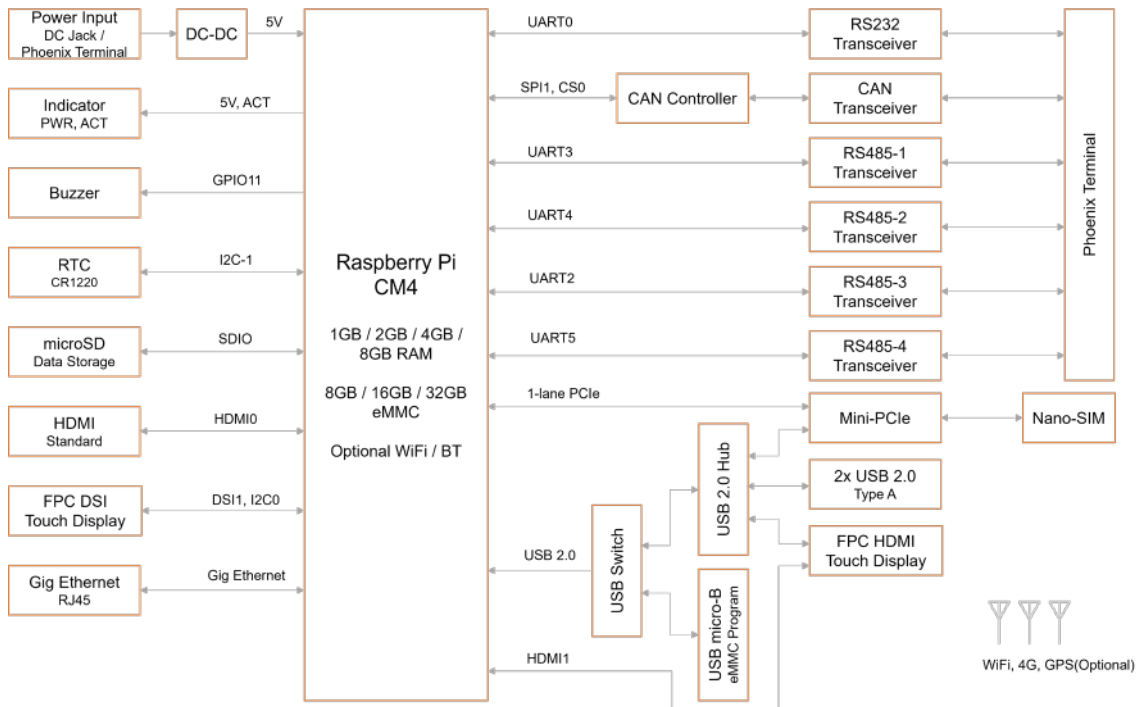 Power Input
DC Jack /
Phoenix Terminal
DC-DC
5V
Indicator
PWR, ACT
5V, ACT
Buzzer
GPIO11
RTC
CR1220
I2C-1
microSD
Data Storage
SDIO
HDMI
Standard
HDMI0
FPC DSI
Touch Display
DSI1, I2C0
Gig Ethernet
RJ45
Gig Ethernet
Raspberry Pi
CM4
1GB / 2GB / 4GB /
8GB RAM
8GB / 16GB / 32GB
eMMC
Optional WiFi / BT
UART0
RS232
Transceiver
SPI1, CS0
CAN Controller
CAN
Transceiver
UART3
RS485-1
Transceiver
UART4
RS485-2
Transceiver
UART2
RS485-3
Transceiver
UART5
RS485-4
Transceiver
Phoenix Terminal
1-lane PCIe
Mini-PCIe
Nano-SIM
USB 2.0 Hub
2x USB 2.0
Type A
FPC HDMI
Touch Display
USB 2.0
USB Switch
USB micro-B
eMMC Program
HDMI1
WiFi, 4G, GPS(Optional)